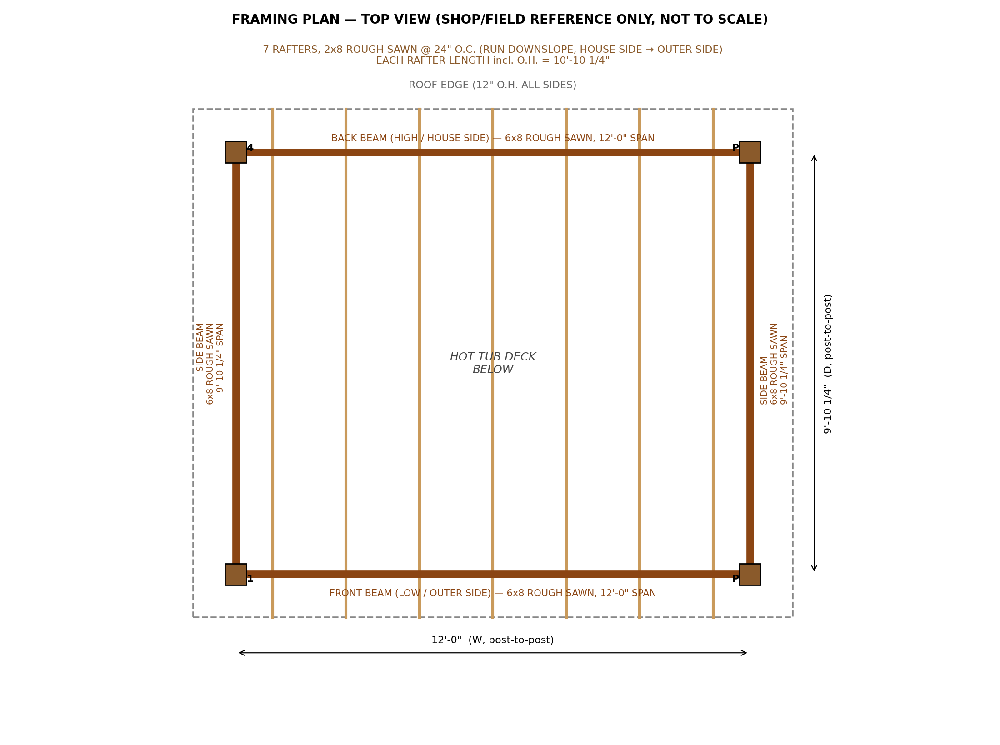 FRAMING PLAN — TOP VIEW (SHOP/FIELD REFERENCE ONLY, NOT TO SCALE)
7 RAFTERS, 2x8 ROUGH SAWN @ 24" O.C. (RUN DOWNSLOPE, HOUSE SIDE → OUTER SIDE)
EACH RAFTER LENGTH incl. O.H. = 10'-10 1/4"
ROOF EDGE (12" O.H. ALL SIDES)
BACK BEAM (HIGH / HOUSE SIDE) — 6x8 ROUGH SAWN, 12'-0" SPAN
4
P
SIDE BEAM
6x8 ROUGH SAWN
9'-10 1/4" SPAN
HOT TUB DECK
BELOW
SIDE BEAM
6x8 ROUGH SAWN
9'-10 1/4" SPAN
9'-10 1/4"  (D, post-to-post)
1
P
FRONT BEAM (LOW / OUTER SIDE) — 6x8 ROUGH SAWN, 12'-0" SPAN
12'-0"  (W, post-to-post)